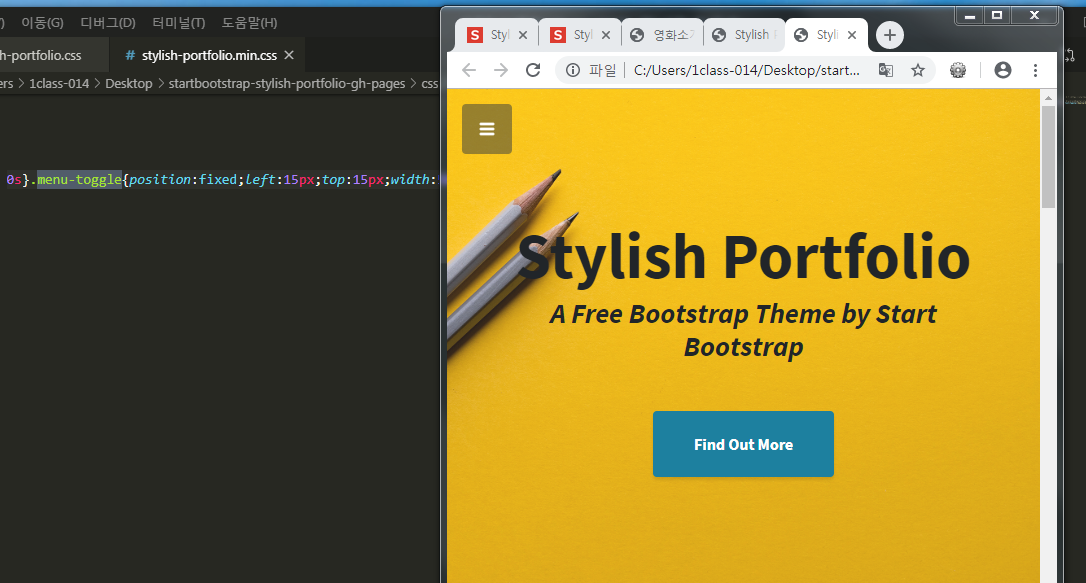 이동(G) 디버그(D) 터미널(T) 도움말(H)
h-portfolio.css # stylish-portfolio.min.css
ers > 1class-014 > Desktop > startbootstrap-stylish-portfolio-gh-pages > css
0s}.menu-toggle{position:fixed;left:15px;top:15px;width:
Styl Styl 영화소 Stylish Styli
파일 C:/Users/1class-014/Desktop/start...
Stylish Portfolio
A Free Bootstrap Theme by Start
Bootstrap
Find Out More